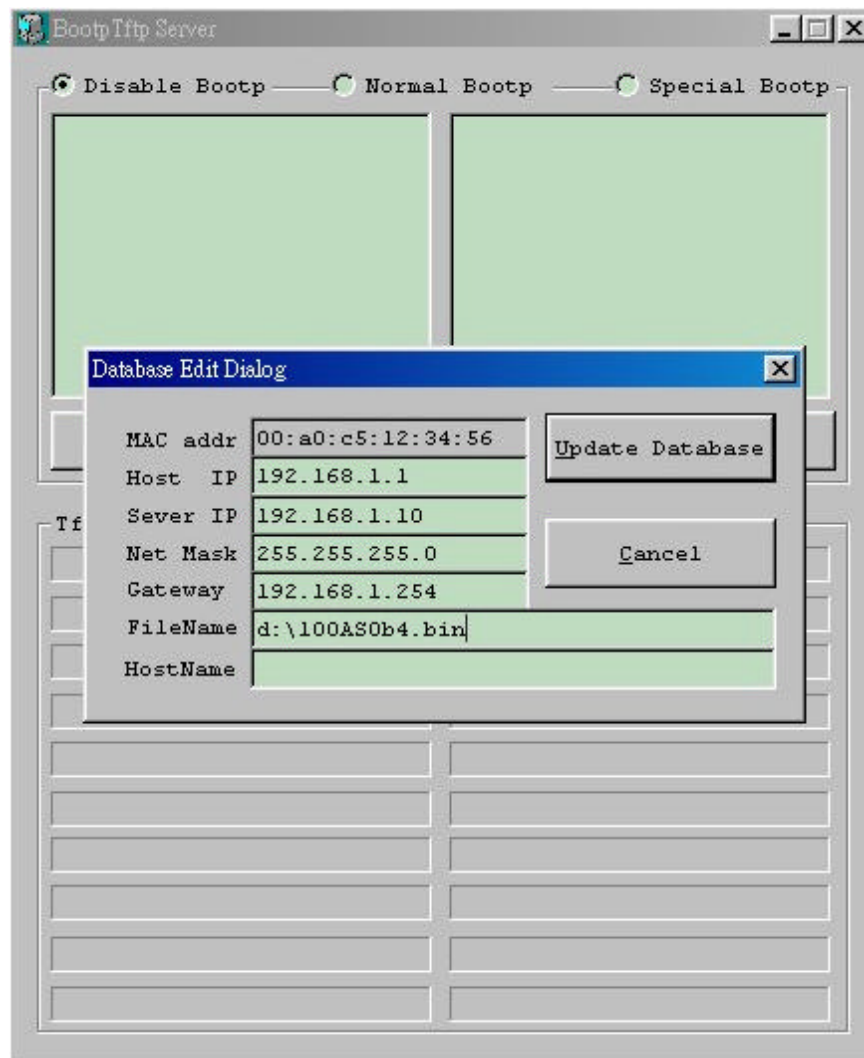 BootpTftp Server
Disable Bootp Normal Bootp Special Bootp
Database Edit Dialog
MAC addr 00:a0:c5:12:34:56
Update Database
Host IP 192.168.1.1
Sever IP 192.168.1.10
Net Mask 255.255.255.0
Cancel
Gateway 192.168.1.254
FileName d:\100AS0b4.bin
HostName
Tf